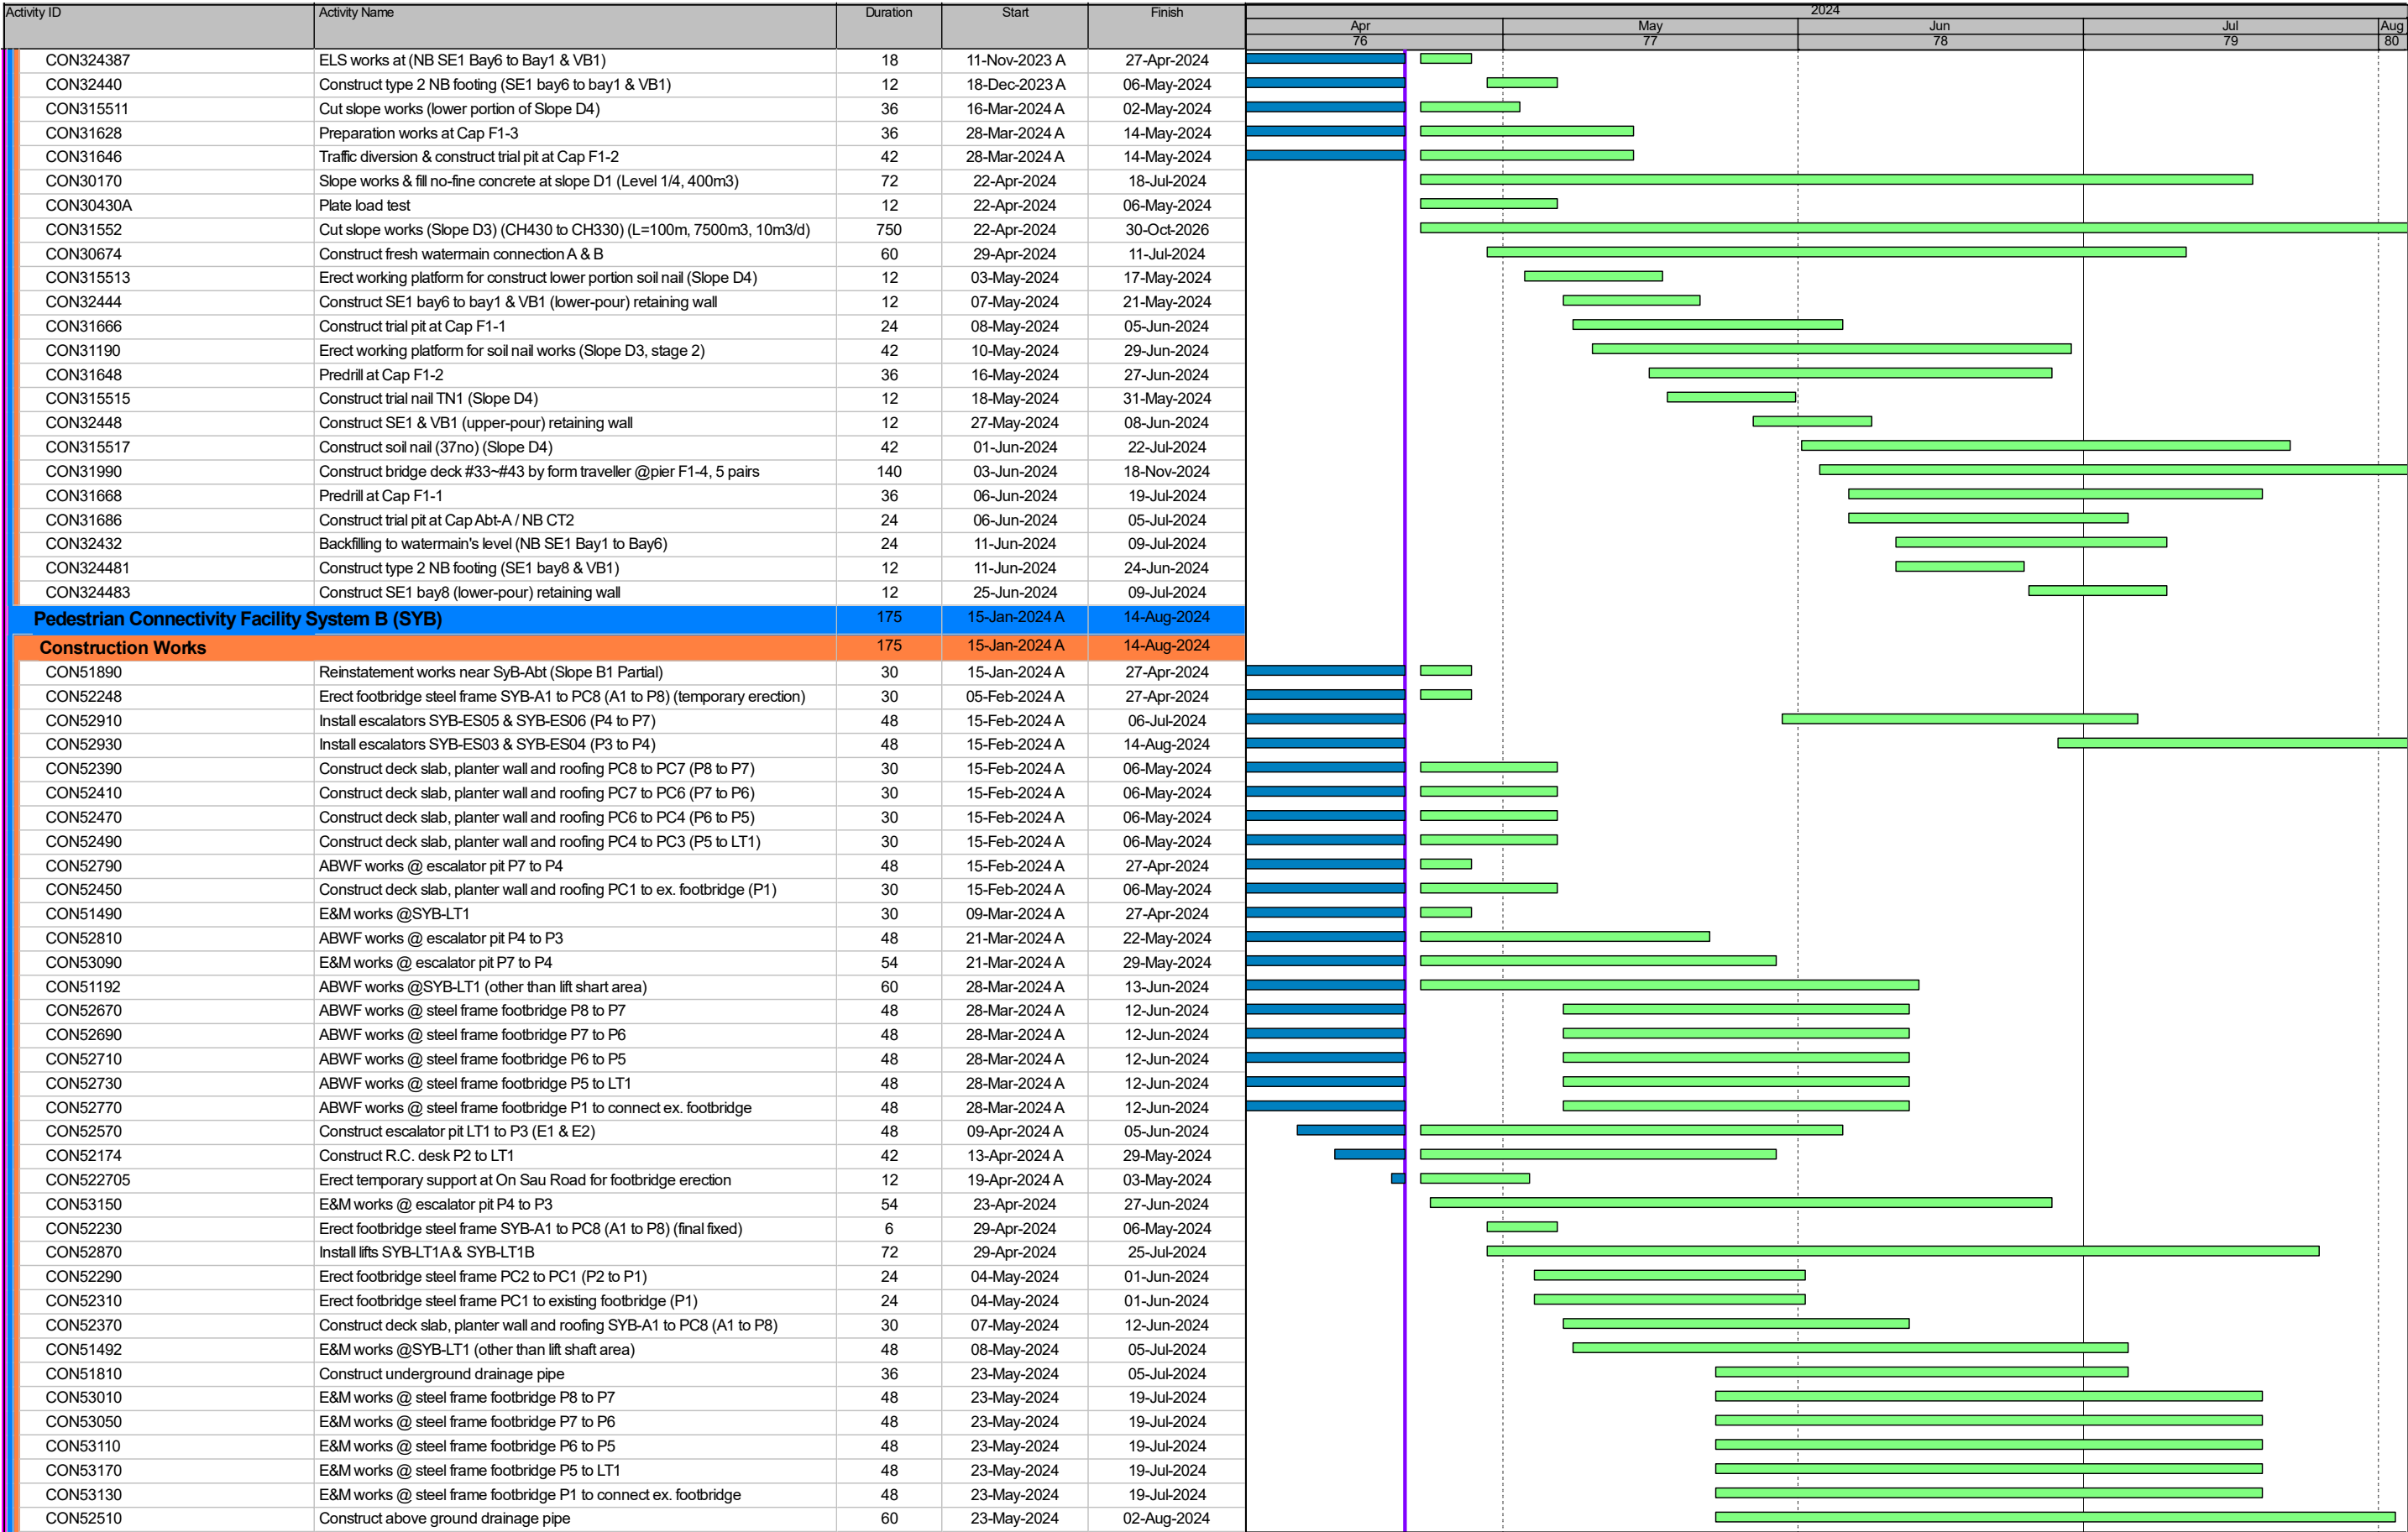 Activity ID Activity Name Duration Start Finish 2024
Apr May Jun Jul Aug
76 77 78 79 80
CON324387 ELS works at (NB SE1 Bay6 to Bay1 & VB1) 18 11-Nov-2023 A 27-Apr-2024
CON32440 Construct type 2 NB footing (SE1 bay6 to bay1 & VB1) 12 18-Dec-2023 A 06-May-2024
CON315511 Cut slope works (lower portion of Slope D4) 36 16-Mar-2024 A 02-May-2024
CON31628 Preparation works at Cap F1-3 36 28-Mar-2024 A 14-May-2024
CON31646 Traffic diversion & construct trial pit at Cap F1-2 42 28-Mar-2024 A 14-May-2024
CON30170 Slope works & fill no-fine concrete at slope D1 (Level 1/4, 400m3) 72 22-Apr-2024 18-Jul-2024
CON30430A Plate load test 12 22-Apr-2024 06-May-2024
CON31552 Cut slope works (Slope D3) (CH430 to CH330) (L=100m, 7500m3, 10m3/d) 750 22-Apr-2024 30-Oct-2026
CON30674 Construct fresh watermain connection A & B 60 29-Apr-2024 11-Jul-2024
CON315513 Erect working platform for construct lower portion soil nail (Slope D4) 12 03-May-2024 17-May-2024
CON32444 Construct SE1 bay6 to bay1 & VB1 (lower-pour) retaining wall 12 07-May-2024 21-May-2024
CON31666 Construct trial pit at Cap F1-1 24 08-May-2024 05-Jun-2024
CON31190 Erect working platform for soil nail works (Slope D3, stage 2) 42 10-May-2024 29-Jun-2024
CON31648 Predrill at Cap F1-2 36 16-May-2024 27-Jun-2024
CON315515 Construct trial nail TN1 (Slope D4) 12 18-May-2024 31-May-2024
CON32448 Construct SE1 & VB1 (upper-pour) retaining wall 12 27-May-2024 08-Jun-2024
CON315517 Construct soil nail (37no) (Slope D4) 42 01-Jun-2024 22-Jul-2024
CON31990 Construct bridge deck #33~#43 by form traveller @pier F1-4, 5 pairs 140 03-Jun-2024 18-Nov-2024
CON31668 Predrill at Cap F1-1 36 06-Jun-2024 19-Jul-2024
CON31686 Construct trial pit at Cap Abt-A / NB CT2 24 06-Jun-2024 05-Jul-2024
CON32432 Backfilling to watermain's level (NB SE1 Bay1 to Bay6) 24 11-Jun-2024 09-Jul-2024
CON324481 Construct type 2 NB footing (SE1 bay8 & VB1) 12 11-Jun-2024 24-Jun-2024
CON324483 Construct SE1 bay8 (lower-pour) retaining wall 12 25-Jun-2024 09-Jul-2024
Pedestrian Connectivity Facility System B (SYB) 175 15-Jan-2024 A 14-Aug-2024
Construction Works 175 15-Jan-2024 A 14-Aug-2024
CON51890 Reinstatement works near SyB-Abt (Slope B1 Partial) 30 15-Jan-2024 A 27-Apr-2024
CON52248 Erect footbridge steel frame SYB-A1 to PC8 (A1 to P8) (temporary erection) 30 05-Feb-2024 A 27-Apr-2024
CON52910 Install escalators SYB-ES05 & SYB-ES06 (P4 to P7) 48 15-Feb-2024 A 06-Jul-2024
CON52930 Install escalators SYB-ES03 & SYB-ES04 (P3 to P4) 48 15-Feb-2024 A 14-Aug-2024
CON52390 Construct deck slab, planter wall and roofing PC8 to PC7 (P8 to P7) 30 15-Feb-2024 A 06-May-2024
CON52410 Construct deck slab, planter wall and roofing PC7 to PC6 (P7 to P6) 30 15-Feb-2024 A 06-May-2024
CON52470 Construct deck slab, planter wall and roofing PC6 to PC4 (P6 to P5) 30 15-Feb-2024 A 06-May-2024
CON52490 Construct deck slab, planter wall and roofing PC4 to PC3 (P5 to LT1) 30 15-Feb-2024 A 06-May-2024
CON52790 ABWF works @ escalator pit P7 to P4 48 15-Feb-2024 A 27-Apr-2024
CON52450 Construct deck slab, planter wall and roofing PC1 to ex. footbridge (P1) 30 15-Feb-2024 A 06-May-2024
CON51490 E&M works @SYB-LT1 30 09-Mar-2024 A 27-Apr-2024
CON52810 ABWF works @ escalator pit P4 to P3 48 21-Mar-2024 A 22-May-2024
CON53090 E&M works @ escalator pit P7 to P4 54 21-Mar-2024 A 29-May-2024
CON51192 ABWF works @SYB-LT1 (other than lift shart area) 60 28-Mar-2024 A 13-Jun-2024
CON52670 ABWF works @ steel frame footbridge P8 to P7 48 28-Mar-2024 A 12-Jun-2024
CON52690 ABWF works @ steel frame footbridge P7 to P6 48 28-Mar-2024 A 12-Jun-2024
CON52710 ABWF works @ steel frame footbridge P6 to P5 48 28-Mar-2024 A 12-Jun-2024
CON52730 ABWF works @ steel frame footbridge P5 to LT1 48 28-Mar-2024 A 12-Jun-2024
CON52770 ABWF works @ steel frame footbridge P1 to connect ex. footbridge 48 28-Mar-2024 A 12-Jun-2024
CON52570 Construct escalator pit LT1 to P3 (E1 & E2) 48 09-Apr-2024 A 05-Jun-2024
CON52174 Construct R.C. desk P2 to LT1 42 13-Apr-2024 A 29-May-2024
CON522705 Erect temporary support at On Sau Road for footbridge erection 12 19-Apr-2024 A 03-May-2024
CON53150 E&M works @ escalator pit P4 to P3 54 23-Apr-2024 27-Jun-2024
CON52230 Erect footbridge steel frame SYB-A1 to PC8 (A1 to P8) (final fixed) 6 29-Apr-2024 06-May-2024
CON52870 Install lifts SYB-LT1A & SYB-LT1B 72 29-Apr-2024 25-Jul-2024
CON52290 Erect footbridge steel frame PC2 to PC1 (P2 to P1) 24 04-May-2024 01-Jun-2024
CON52310 Erect footbridge steel frame PC1 to existing footbridge (P1) 24 04-May-2024 01-Jun-2024
CON52370 Construct deck slab, planter wall and roofing SYB-A1 to PC8 (A1 to P8) 30 07-May-2024 12-Jun-2024
CON51492 E&M works @SYB-LT1 (other than lift shaft area) 48 08-May-2024 05-Jul-2024
CON51810 Construct underground drainage pipe 36 23-May-2024 05-Jul-2024
CON53010 E&M works @ steel frame footbridge P8 to P7 48 23-May-2024 19-Jul-2024
CON53050 E&M works @ steel frame footbridge P7 to P6 48 23-May-2024 19-Jul-2024
CON53110 E&M works @ steel frame footbridge P6 to P5 48 23-May-2024 19-Jul-2024
CON53170 E&M works @ steel frame footbridge P5 to LT1 48 23-May-2024 19-Jul-2024
CON53130 E&M works @ steel frame footbridge P1 to connect ex. footbridge 48 23-May-2024 19-Jul-2024
CON52510 Construct above ground drainage pipe 60 23-May-2024 02-Aug-2024